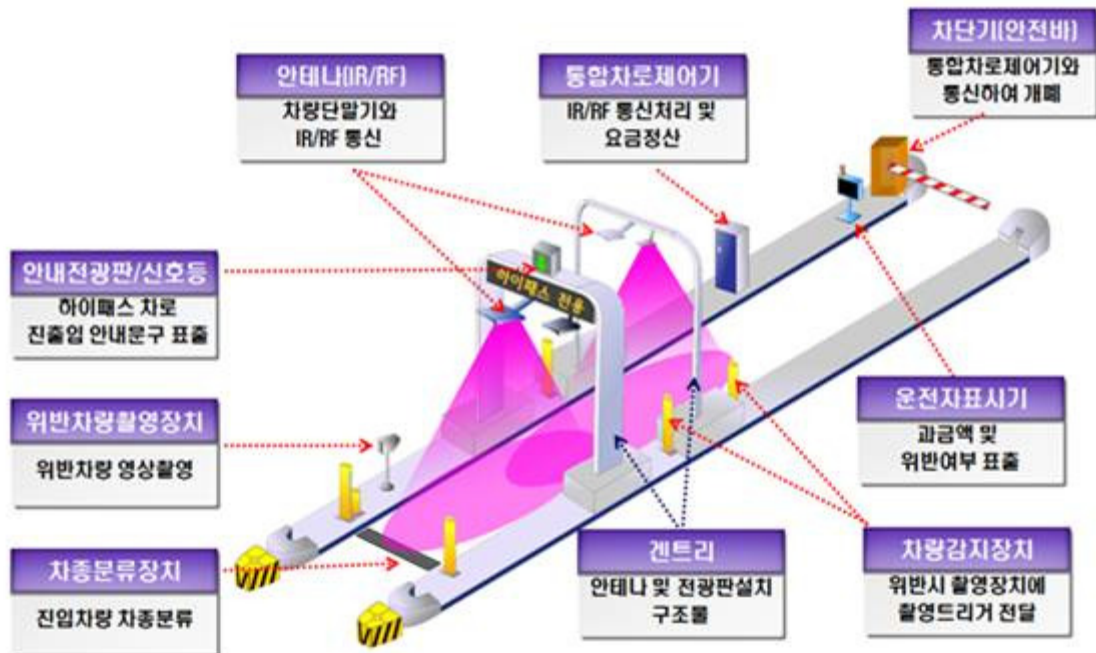 차단기(안전바)
통합차로제어기와
통신하여 개폐
안테나(IR/RF)
차량단말기와
IR/RF 통신
통합차로제어기
IR/RF 통신처리 및
요금정산
안내전광판/신호등
하이패스 차로
진출입 안내문구 표출
하이패스 전용
위반차량촬영장치
위반차량 영상촬영
운전자표시기
과금액 및
위반여부 표출
차종분류장치
진입차량 차종분류
겐트리
안테나 및 전광판설치
구조물
차량감지장치
위반시 촬영장치에
촬영드리거 전달